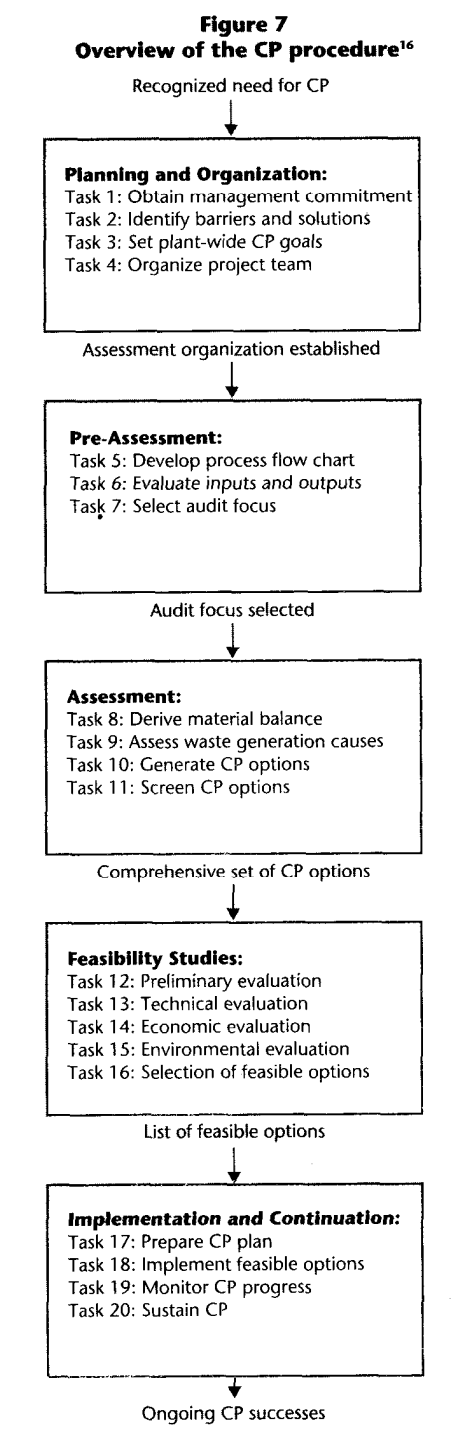 Figure 7
Overview of the CP procedure16
Recognized need for CP
Planning and Organization:
Task 1: Obtain management commitment
Task 2: Identify barriers and solutions
Task 3: Set plant-wide CP goals
Task 4: Organize project team
Assessment organization established
Pre-Assessment:
Task 5: Develop process flow chart
Task 6: Evaluate inputs and outputs
Task 7: Select audit focus
Audit focus selected
Assessment:
Task 8: Derive material balance
Task 9: Assess waste generation causes
Task 10: Generate CP options
Task 11: Screen CP options
Comprehensive set of CP options
Feasibility Studies:
Task 12: Preliminary evaluation
Task 13: Technical evaluation
Task 14: Economic evaluation
Task 15: Environmental evaluation
Task 16: Selection of feasible options
List of feasible options
Implementation and Continuation:
Task 17: Prepare CP plan
Task 18: Implement feasible options
Task 19: Monitor CP progress
Task 20: Sustain CP
Ongoing CP successes